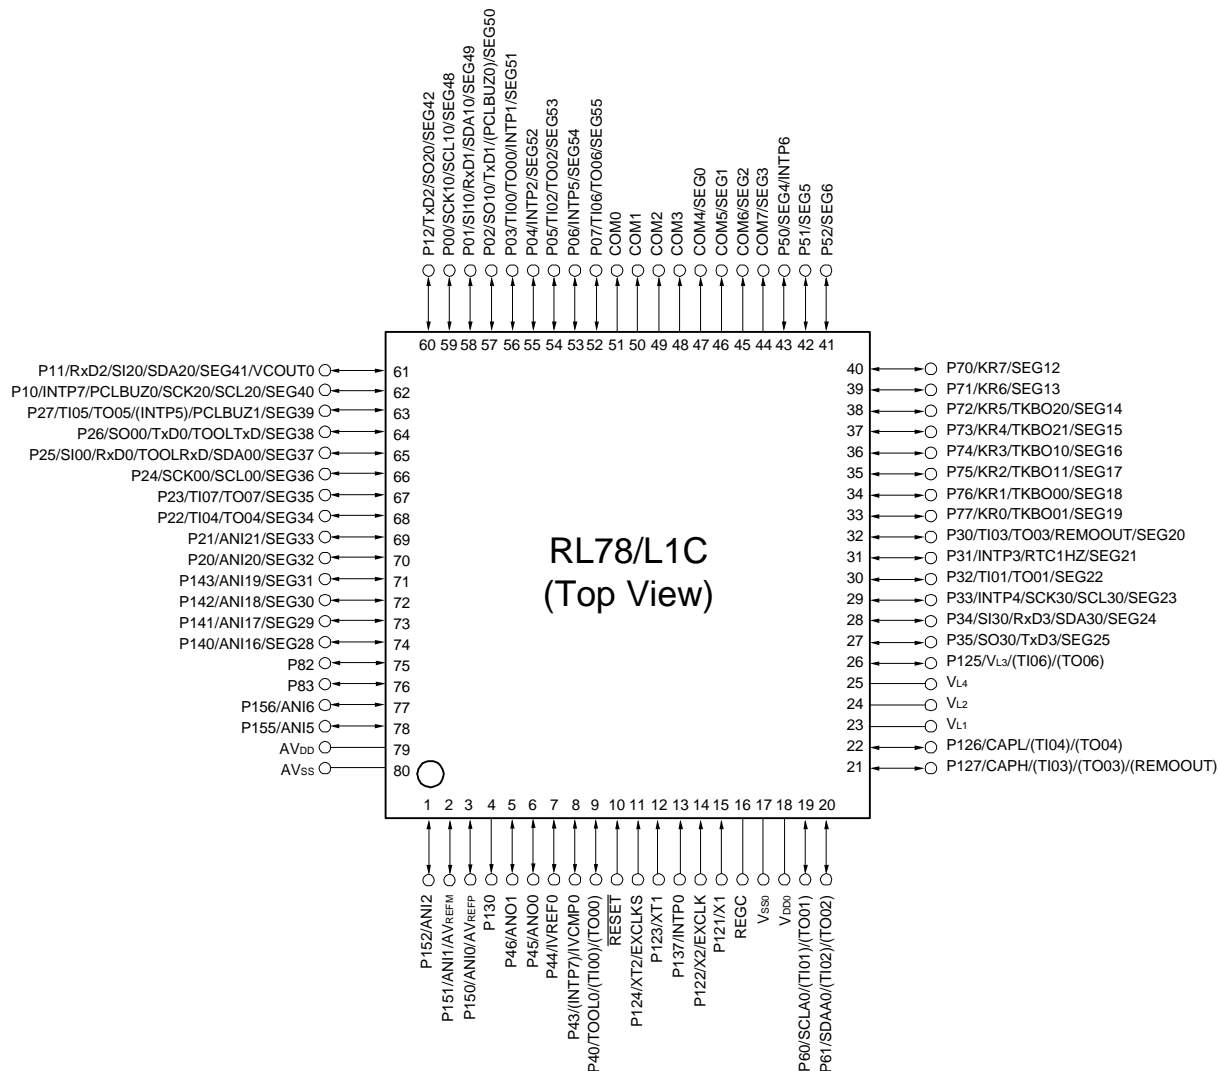 P12/TxD2/SO20/SEG42
P00/SCK10/SCL10/SEG48
P01/SI10/RxD1/SDA10/SEG49
P02/SO10/TxD1/(PCLBUZ0)/SEG50
P03/TI00/TO00/INTP1/SEG51
P04/INTP2/SEG52
P05/TI02/TO02/SEG53
P06/INTP5/SEG54
P07/TI06/TO06/SEG55
COM0
COM1
COM2
COM3
COM4/SEG0
COM5/SEG1
COM6/SEG2
COM7/SEG3
P50/SEG4/INTP6
P51/SEG5
P52/SEG6
60 59 58 57 56 55 54 53 52 51 50 49 48 47 46 45 44 43 42 41
P11/RxD2/SI20/SDA20/SEG41/VCOUT0 61
P10/INTP7/PCLBUZ0/SCK20/SCL20/SEG40 62
P27/TI05/TO05/(INTP5)/PCLBUZ1/SEG39 63
P26/SO00/TxD0/TOOLTxD/SEG38 64
P25/SI00/RxD0/TOOLRxD/SDA00/SEG37 65
P24/SCK00/SCL00/SEG36 66
P23/TI07/TO07/SEG35 67
P22/TI04/TO04/SEG34 68
P21/ANI21/SEG33 69
P20/ANI20/SEG32 70
P143/ANI19/SEG31 71
P142/ANI18/SEG30 72
P141/ANI17/SEG29 73
P140/ANI16/SEG28 74
P82 75
P83 76
P156/ANI6 77
P155/ANI5 78
AVDD 79
AVSS 80
RL78/L1C
(Top View)
40 P70/KR7/SEG12
39 P71/KR6/SEG13
38 P72/KR5/TKBO20/SEG14
37 P73/KR4/TKBO21/SEG15
36 P74/KR3/TKBO10/SEG16
35 P75/KR2/TKBO11/SEG17
34 P76/KR1/TKBO00/SEG18
33 P77/KR0/TKBO01/SEG19
32 P30/TI03/TO03/REMOOUT/SEG20
31 P31/INTP3/RTC1HZ/SEG21
30 P32/TI01/TO01/SEG22
29 P33/INTP4/SCK30/SCL30/SEG23
28 P34/SI30/RxD3/SDA30/SEG24
27 P35/SO30/TxD3/SEG25
26 P125/VL3/(TI06)/(TO06)
25 VL4
24 VL2
23 VL1
22 P126/CAPL/(TI04)/(TO04)
21 P127/CAPH/(TI03)/(TO03)/(REMOOUT)
1 2 3 4 5 6 7 8 9 10 11 12 13 14 15 16 17 18 19 20
P152/ANI2
P151/ANI1/AVREFM
P150/ANI0/AVREFP
P130
P46/ANO1
P45/ANO0
P44/IVREF0
P43/(INTP7)/IVCMP0
P40/TOOL0/(TI00)/(TO00)
RESET
P124/XT2/EXCLKS
P123/XT1
P137/INTP0
P122/X2/EXCLK
P121/X1
REGC
VSS0
VDD0
P60/SCLA0/(TI01)/(TO01)
P61/SDAA0/(TI02)/(TO02)